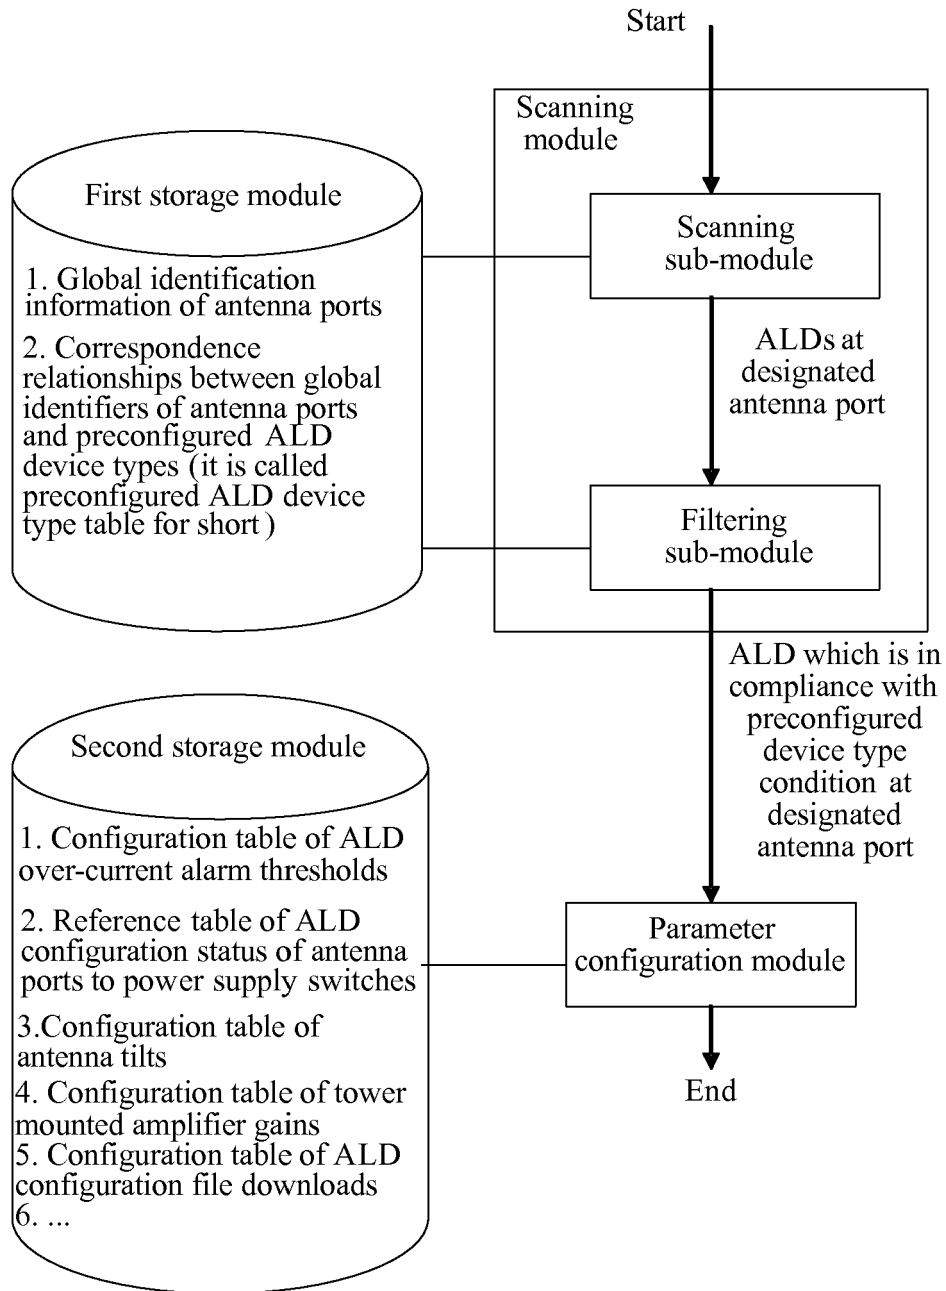 Start
Scanning
module
First storage module
1. Global identification
information of antenna ports
2. Correspondence
relationships between global
identifiers of antenna ports
and preconfigured ALD
device types (it is called
preconfigured ALD device
type table for short)
Scanning
sub-module
ALDs at
designated
antenna port
Filtering
sub-module
ALD which is in
compliance with
preconfigured
device type
condition at
designated
antenna port
Second storage module
1. Configuration table of ALD
over-current alarm thresholds
2. Reference table of ALD
configuration status of antenna
ports to power supply switches
3.Configuration table of
antenna tilts
4. Configuration table of tower
mounted amplifier gains
5. Configuration table of ALD
configuration file downloads
6. ...
Parameter
configuration module
End